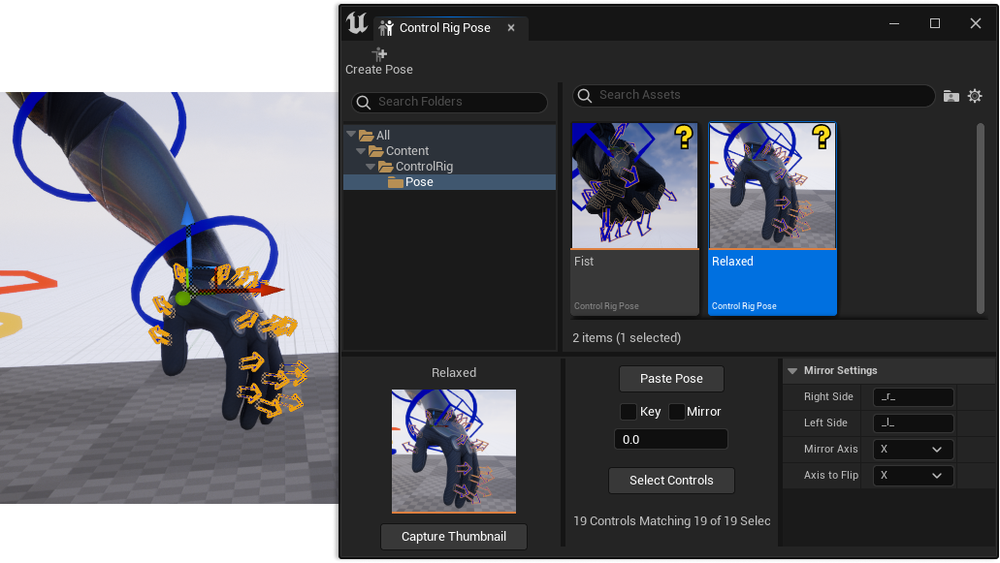 Control Rig Pose
Create Pose
Search Folders
Search Assets
All
Content
ControlRig
Pose
Fist
Control Rig Pose
Relaxed
Control Rig Pose
2 items (1 selected)
Relaxed
Capture Thumbnail
Paste Pose
Key Mirror
0.0
Select Controls
19 Controls Matching 19 of 19 Selec
Mirror Settings
Right Side _r_
Left Side _l_
Mirror Axis X
Axis to Flip X